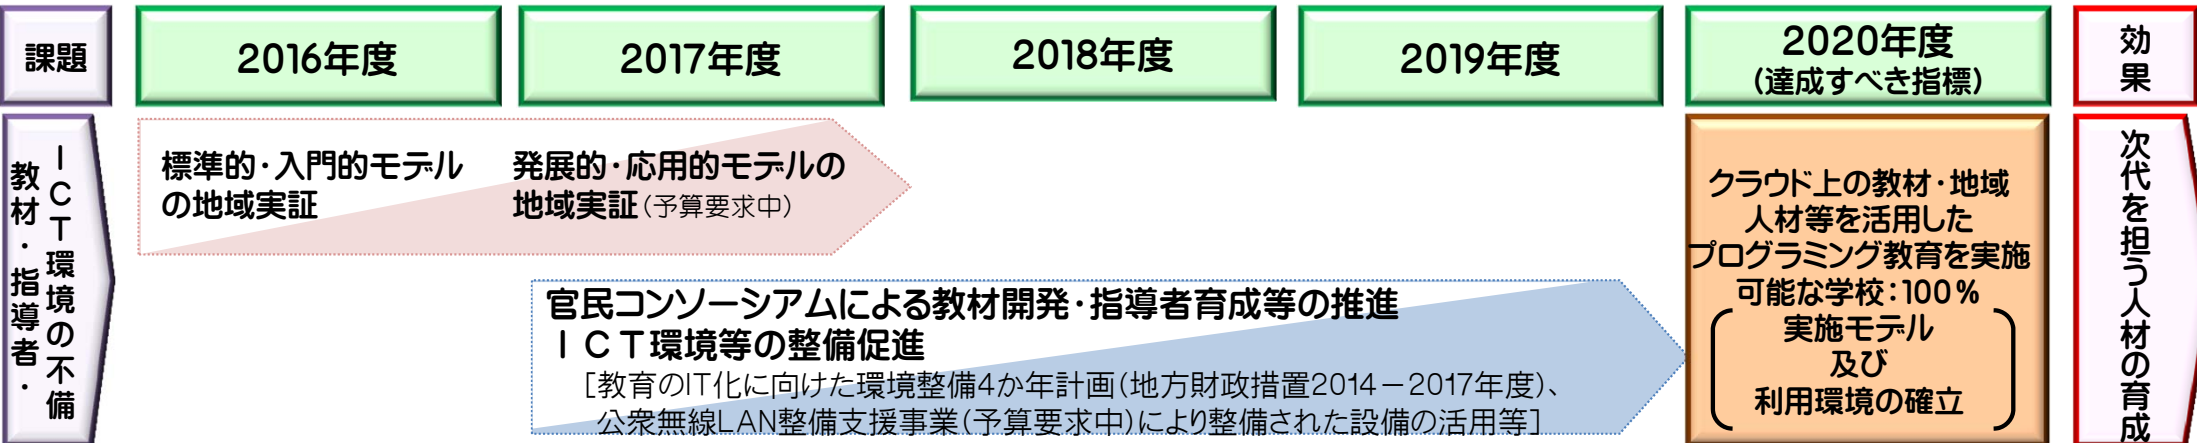 課題
2016年度
2017年度
2018年度
2019年度
2020年度
(達成すべき指標)
効果
教材・指導者・
ICT環境の不備
標準的・入門的モデル
の地域実証
発展的・応用的モデルの
地域実証(予算要求中)
官民コンソーシアムによる教材開発・指導者育成等の推進
ICT環境等の整備促進
[教育のIT化に向けた環境整備4か年計画(地方財政措置2014-2017年度)、
公衆無線LAN整備支援事業(予算要求中)により整備された設備の活用等]
クラウド上の教材・地域
人材等を活用した
プログラミング教育を実施
可能な学校:100%
実施モデル
及び
利用環境の確立
次代を担う人材の育成